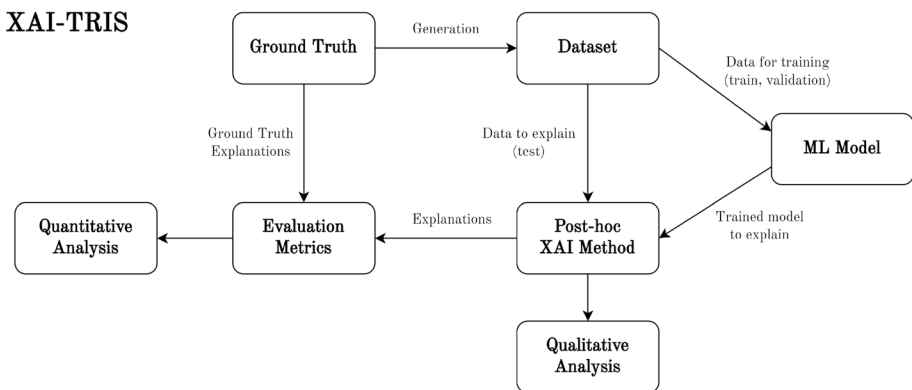 XAI-TRIS
Ground Truth
Generation
Dataset
Data for training
(train, validation)
Ground Truth
Explanations
Data to explain
(test)
ML Model
Quantitative
Analysis
Evaluation
Metrics
Explanations
Post-hoc
XAI Method
Trained model
to explain
Qualitative
Analysis